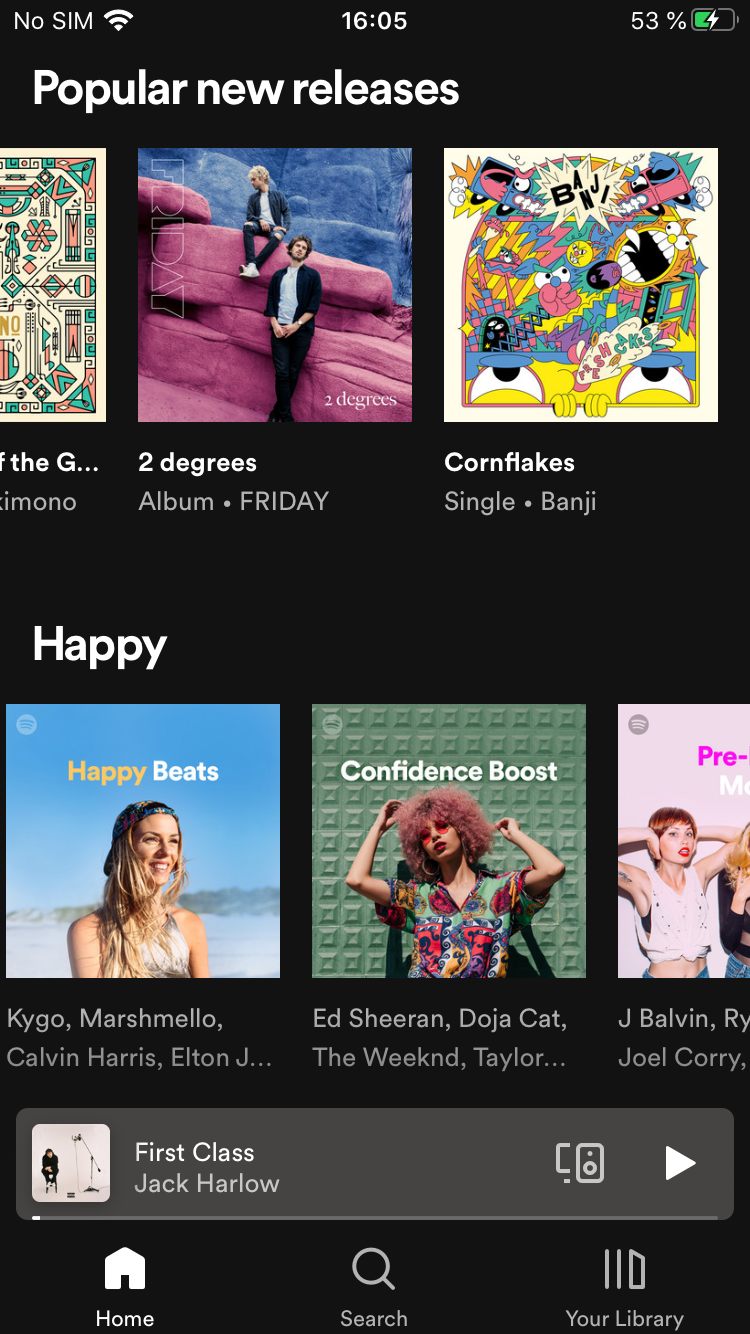 No SIM 16:05 53 %
Popular new releases
FRIDAY
2 degrees
BANJI
FRESH CAKES
NO
f the G...
kimono
2 degrees
Album • FRIDAY
Cornflakes
Single • Banji
Happy
Happy Beats
Confidence Boost
Pre-
Mo
Kygo, Marshmello,
Calvin Harris, Elton J...
Ed Sheeran, Doja Cat,
The Weeknd, Taylor...
J Balvin, Ry
Joel Corry,
First Class
Jack Harlow
Home
Search
Your Library